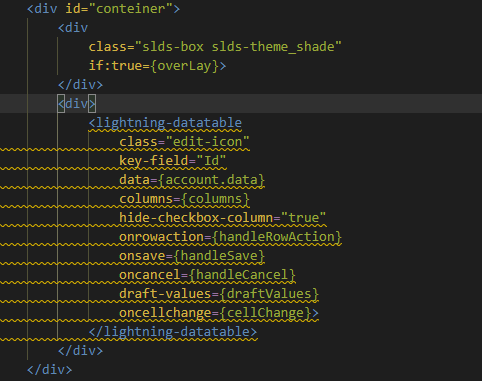 <div id="conteiner">
<div
class="slds-box slds-theme_shade"
if:true={overLay}>
</div>
<div>
<lightning-datatable
class="edit-icon"
key-field="Id"
data={account.data}
columns={columns}
hide-checkbox-column="true"
onrowaction={handleRowAction}
onsave={handleSave}
oncancel={handleCancel}
draft-values={draftValues}
oncellchange={cellChange}>
</lightning-datatable>
</div>
</div>